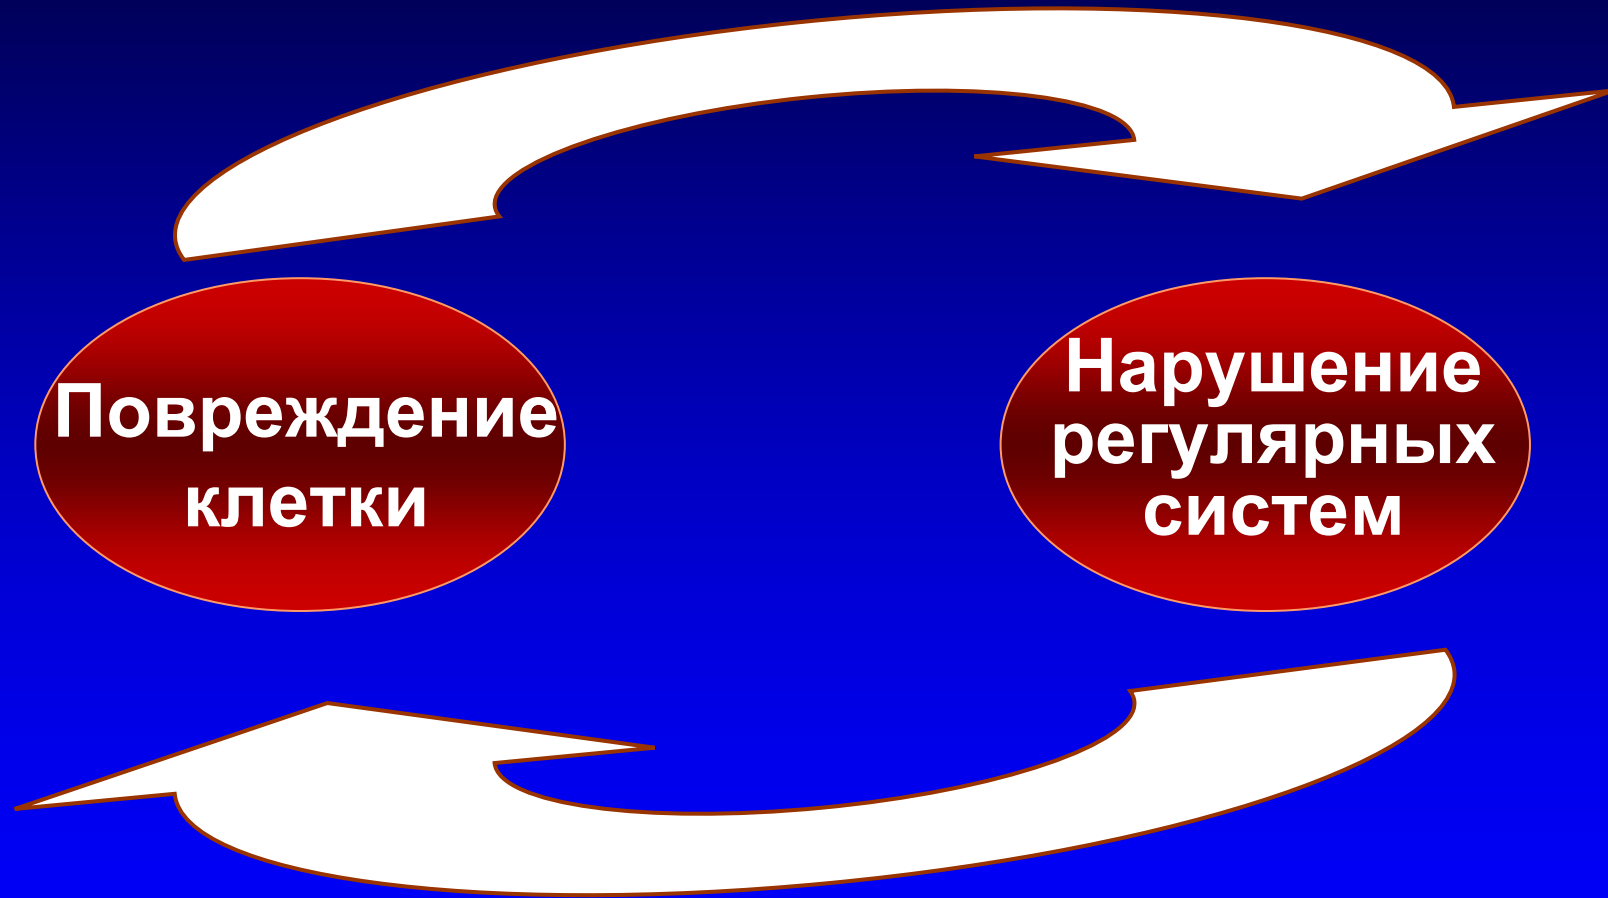 Повреждение
клетки
Нарушение
регулярных
систем